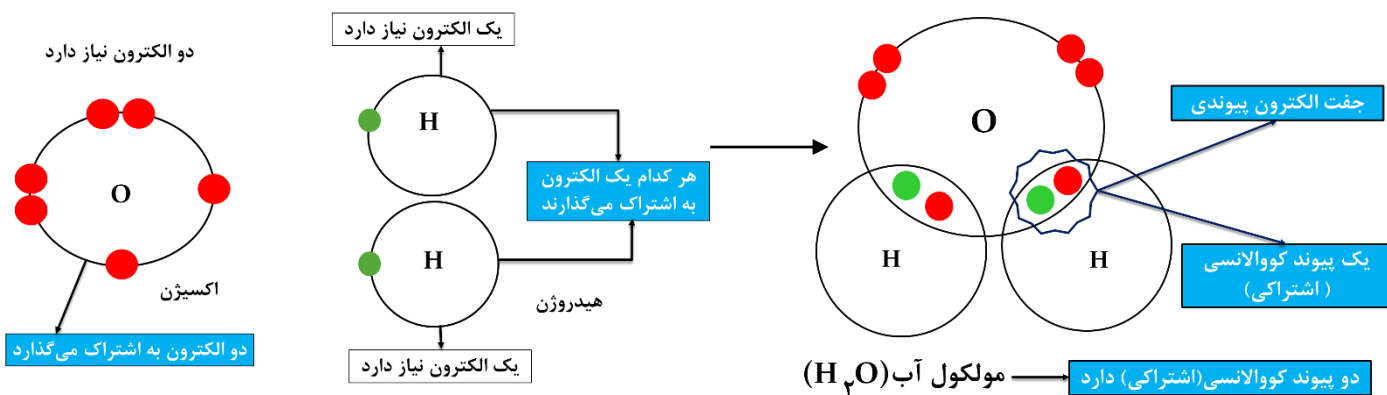 دو الکترون نیاز دارد
O
اکسیژن
دو الکترون به اشتراک می‌گذارد
یک الکترون نیاز دارد
H
هر کدام یک الکترون
به اشتراک می‌گذارند
H
هیدروژن
یک الکترون نیاز دارد
O
جفت الکترون پیوندی
H
H
یک پیوند کووالانسی
( اشتراکی)
مولکول آب (H₂O)
دو پیوند کووالانسی(اشتراکی) دارد